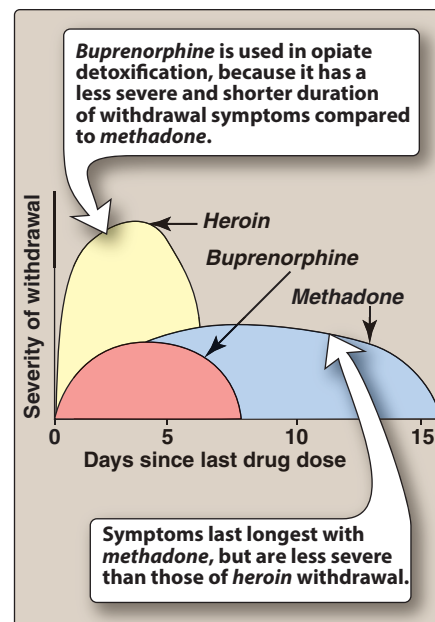 Buprenorphine is used in opiate
detoxification, because it has a
less severe and shorter duration
of withdrawal symptoms compared
to methadone.
Severity of withdrawal
Heroin
Buprenorphine
Methadone
0 5 10 15
Days since last drug dose
Symptoms last longest with
methadone, but are less severe
than those of heroin withdrawal.